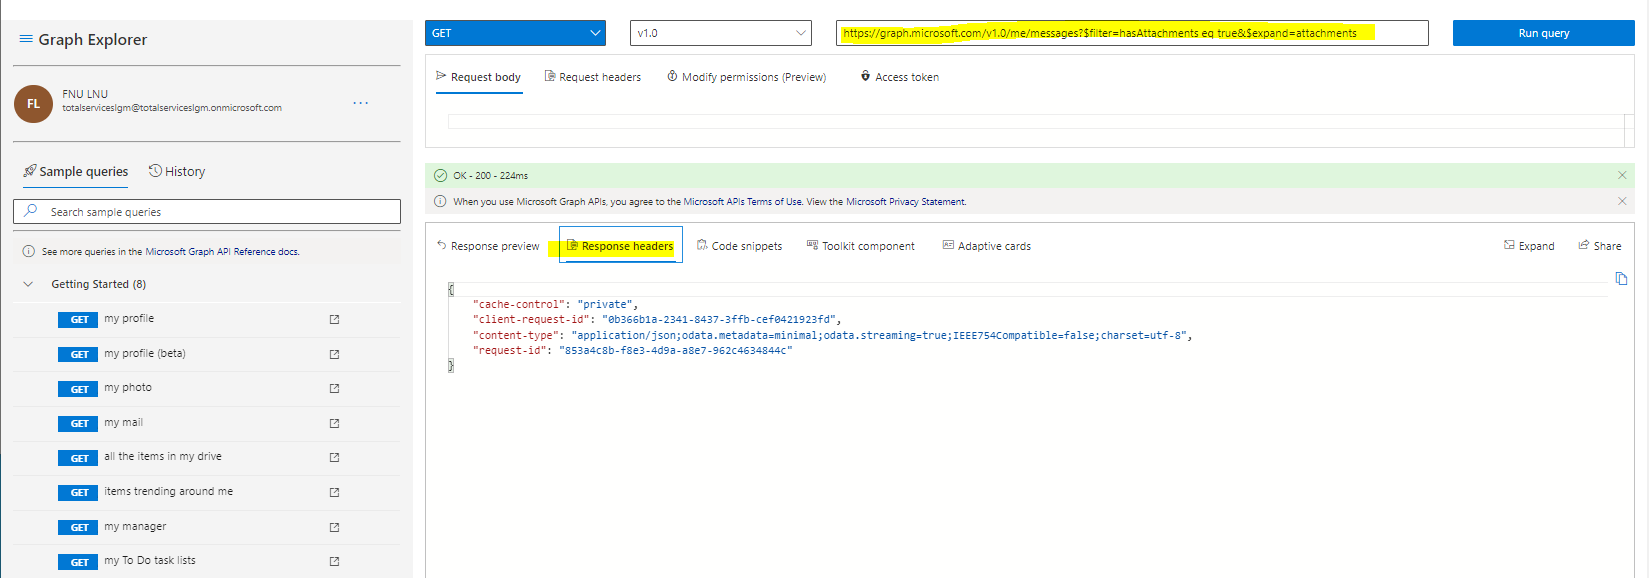 Graph Explorer
FL
FNU LNU
totalserviceslgm@totalserviceslgm.onmicrosoft.com
...
Sample queries
History
Search sample queries
See more queries in the Microsoft Graph API Reference docs.
Getting Started (8)
GET my profile
GET my profile (beta)
GET my photo
GET my mail
GET all the items in my drive
GET items trending around me
GET my manager
GET my To Do task lists
GET
v1.0
https://graph.microsoft.com/v1.0/me/messages?$filter=hasAttachments eq true&$expand=attachments
Run query
Request body
Request headers
Modify permissions (Preview)
Access token
OK - 200 - 224ms
When you use Microsoft Graph APIs, you agree to the Microsoft APIs Terms of Use. View the Microsoft Privacy Statement.
Response preview
Response headers
Code snippets
Toolkit component
Adaptive cards
Expand
Share
{
"cache-control": "private",
"client-request-id": "0b366b1a-2341-8437-3ffb-cef0421923fd",
"content-type": "application/json;odata.metadata=minimal;odata.streaming=true;IEEE754Compatible=false;charset=utf-8",
"request-id": "853a4c8b-f8e3-4d9a-a8e7-962c4634844c"
}